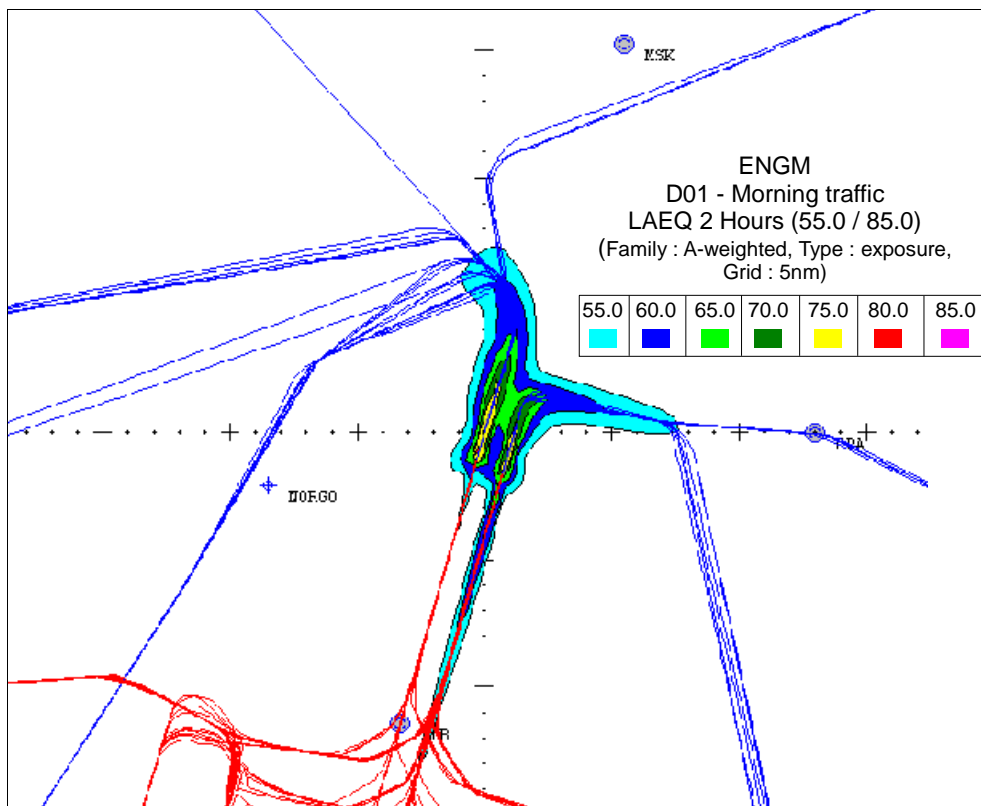 MSK
ENGM
D01 - Morning traffic
LAEQ 2 Hours (55.0 / 85.0)
(Family : A-weighted, Type : exposure,
Grid : 5nm)
55.0 60.0 65.0 70.0 75.0 80.0 85.0
NORGO